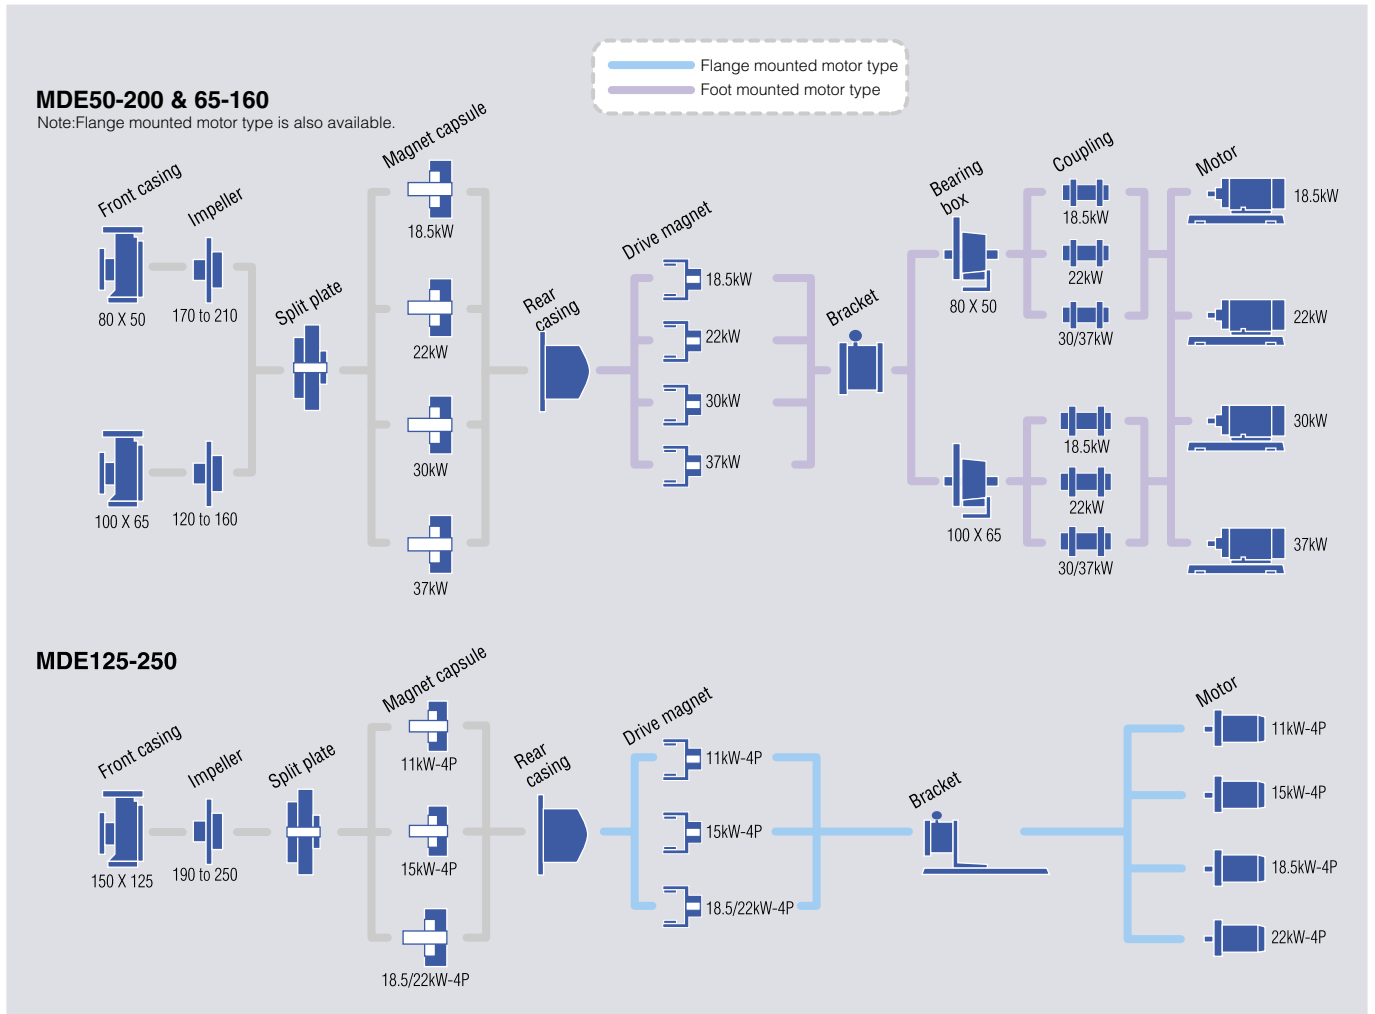 Flange mounted motor type
Foot mounted motor type
MDE50-200 & 65-160
Note:Flange mounted motor type is also available.
Front casing
80 X 50
100 X 65
Impeller
170 to 210
120 to 160
Split plate
Magnet capsule
18.5kW
22kW
30kW
37kW
Rear
casing
Drive magnet
18.5kW
22kW
30kW
37kW
Bracket
Bearing
box
80 X 50
100 X 65
Coupling
18.5kW
22kW
30/37kW
18.5kW
22kW
30/37kW
Motor
18.5kW
22kW
30kW
37kW
MDE125-250
Front casing
150 X 125
Impeller
190 to 250
Split plate
Magnet capsule
11kW-4P
15kW-4P
18.5/22kW-4P
Rear
casing
Drive magnet
11kW-4P
15kW-4P
18.5/22kW-4P
Bracket
Motor
11kW-4P
15kW-4P
18.5kW-4P
22kW-4P